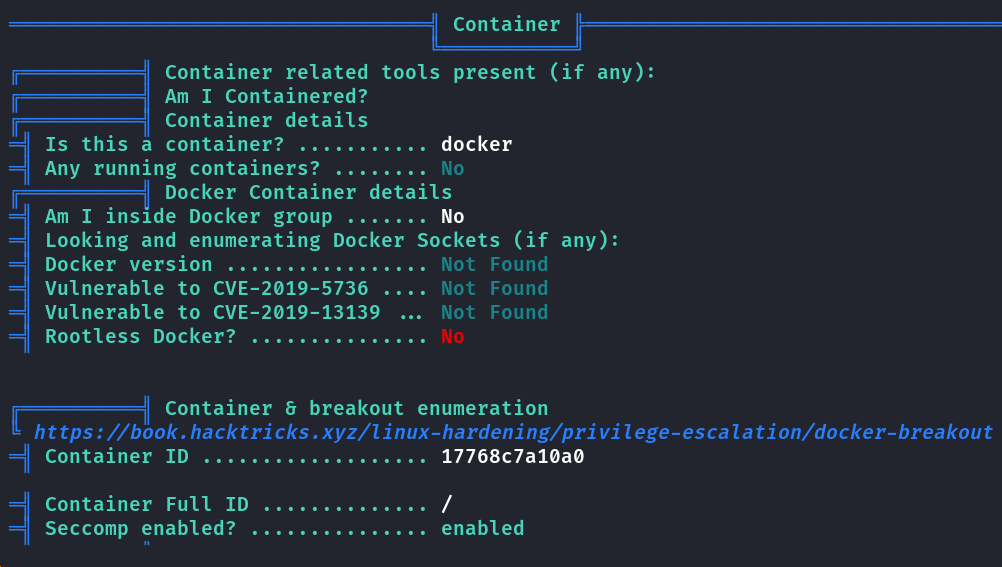 Container
Container related tools present (if any):
Am I Containered?
Container details
Is this a container? ........... docker
Any running containers? ........ No
Docker Container details
Am I inside Docker group ....... No
Looking and enumerating Docker Sockets (if any):
Docker version ................. Not Found
Vulnerable to CVE-2019-5736 .... Not Found
Vulnerable to CVE-2019-13139 ... Not Found
Rootless Docker? ............... No
Container & breakout enumeration
https://book.hacktricks.xyz/linux-hardening/privilege-escalation/docker-breakout
Container ID ................... 17768c7a10a0
Container Full ID .............. /
Seccomp enabled? ............... enabled